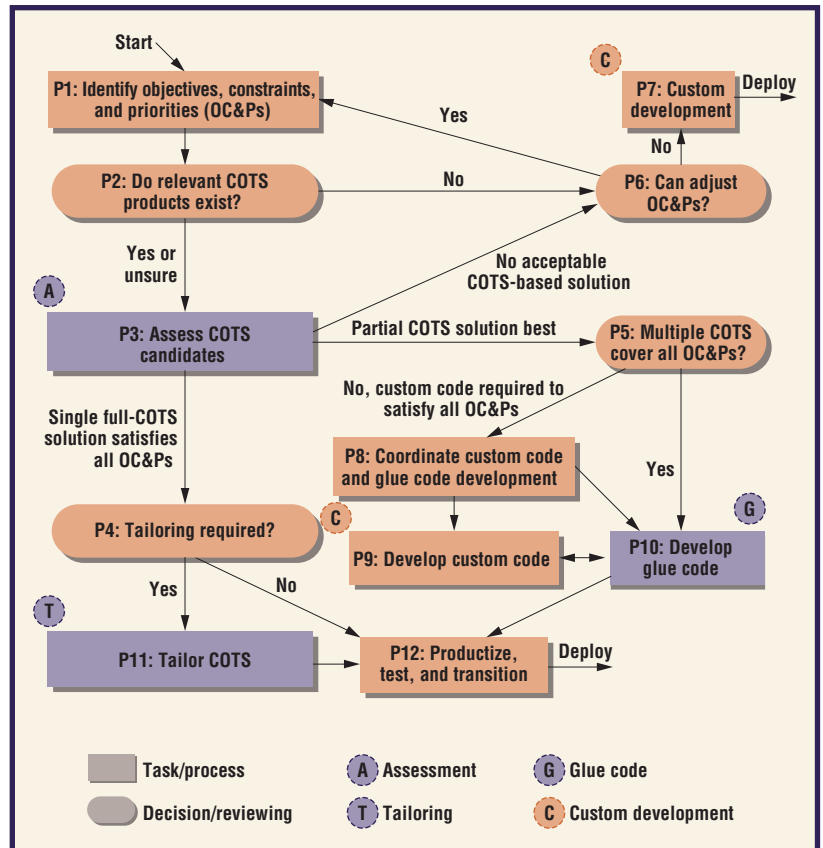 Start
P1: Identify objectives, constraints,
and priorities (OC&Ps)
C
P7: Custom
development
Deploy
Yes
No
P2: Do relevant COTS
products exist?
No
P6: Can adjust
OC&Ps?
Yes or
unsure
No acceptable
COTS-based solution
A
P3: Assess COTS
candidates
Partial COTS solution best
P5: Multiple COTS
cover all OC&Ps?
No, custom code required to
satisfy all OC&Ps
Single full-COTS
solution satisfies
all OC&Ps
P8: Coordinate custom code
and glue code development
Yes
G
P4: Tailoring required?
C
P9: Develop custom code
P10: Develop
glue code
Yes
No
T
P11: Tailor COTS
P12: Productize,
test, and transition
Deploy
Task/process
A Assessment
G Glue code
Decision/reviewing
T Tailoring
C Custom development